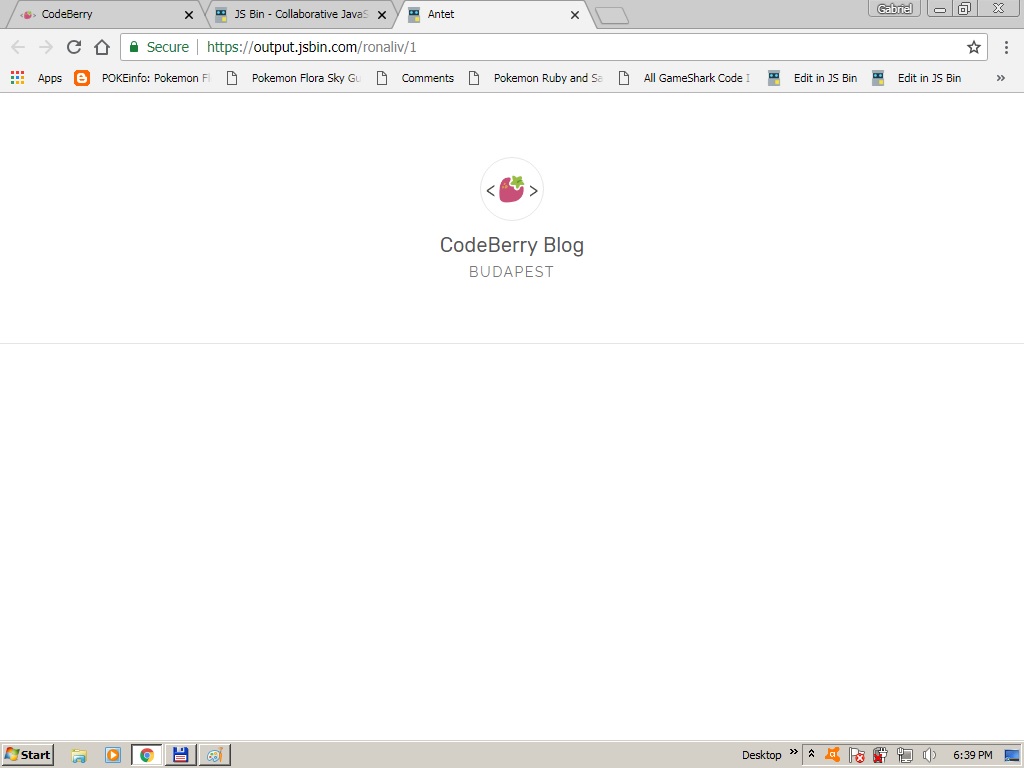 CodeBerry
JS Bin - Collaborative JavaS
Antet
Gabriel
Secure
https://output.jsbin.com/ronaliv/1
Apps
POKEinfo: Pokemon Fl
Pokemon Flora Sky Gu
Comments
Pokemon Ruby and Sa
All GameShark Code
Edit in JS Bin
Edit in JS Bin
»
< >
CodeBerry Blog
BUDAPEST
Start
Desktop »
6:39 PM